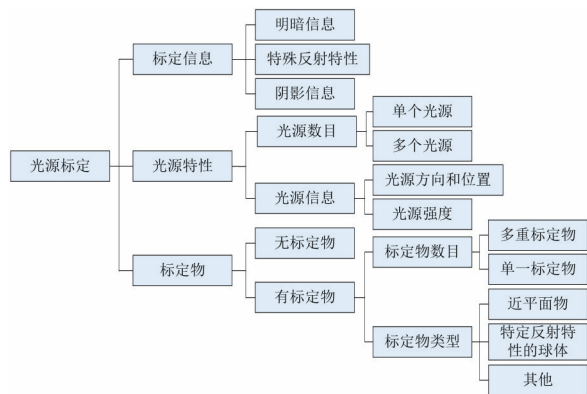 明暗信息
标定信息
特殊反射特性
阴影信息
单个光源
光源数目
多个光源
光源标定
光源特性
光源方向和位置
光源信息
光源强度
多重标定物
无标定物
标定物数目
单一标定物
标定物
有标定物
近平面物
标定物类型
特定反射特
性的球体
其他